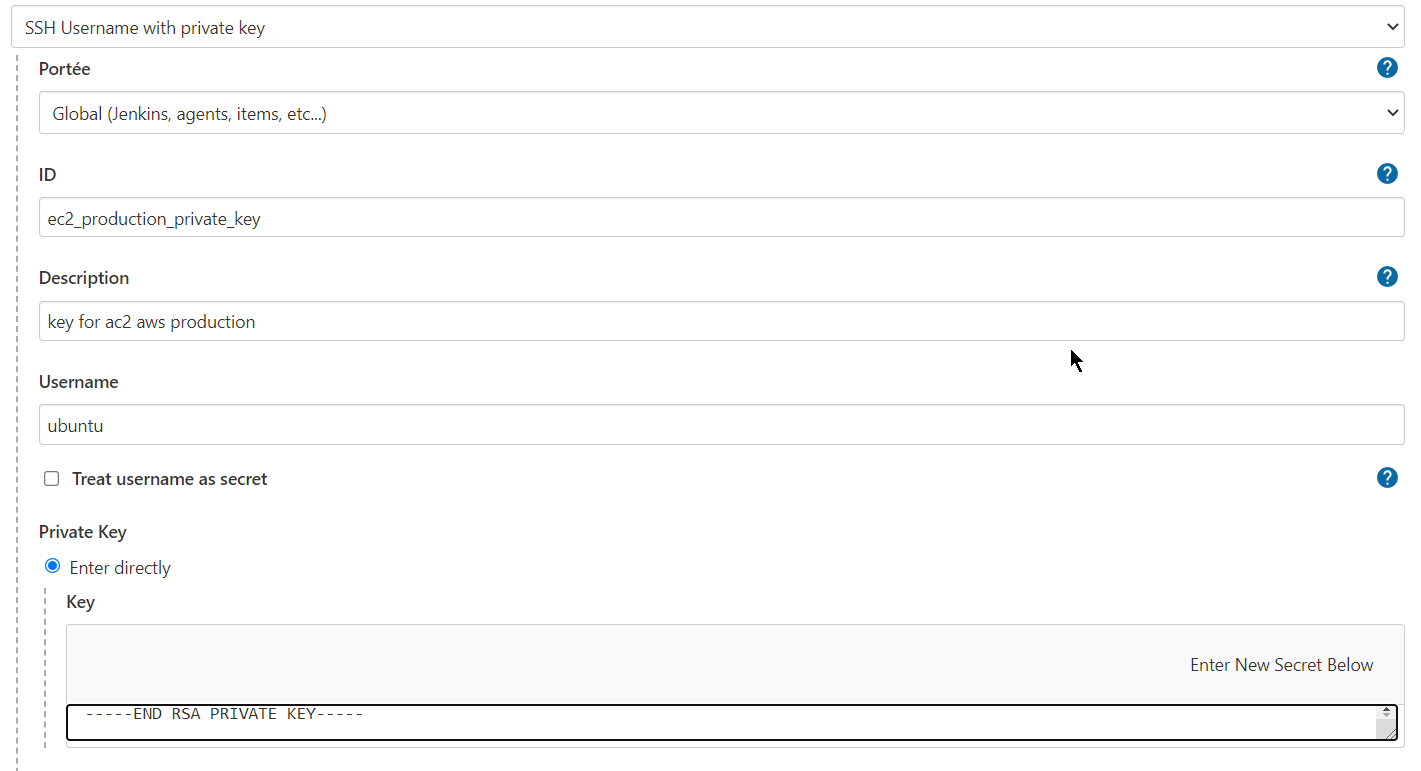 SSH Username with private key
Portée
?
Global (Jenkins, agents, items, etc...)
ID
?
ec2_production_private_key
Description
?
key for ac2 aws production
Username
ubuntu
Treat username as secret
?
Private Key
Enter directly
Key
Enter New Secret Below
-----END RSA PRIVATE KEY-----